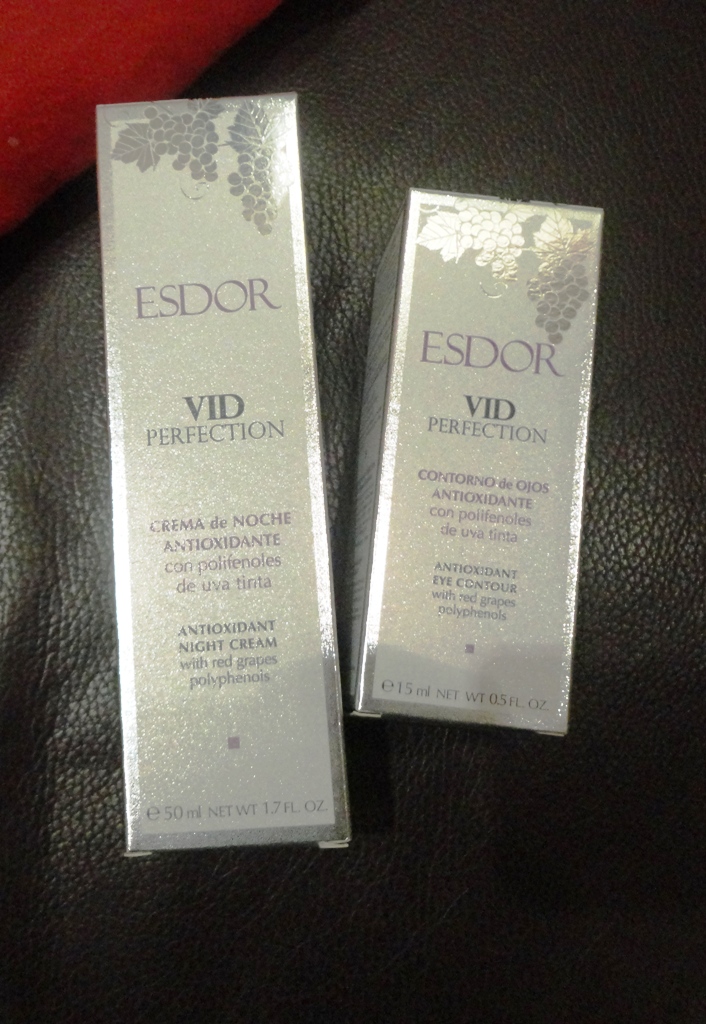 ESDOR
VID
PERFECTION
CREMA de NOCHE
ANTIOXIDANTE
con polifenoles
de uva tinta
ANTIOXIDANT
NIGHT CREAM
with red grapes
polyphenols
e 50 ml NET WT 1.7 FL. OZ.
ESDOR
VID
PERFECTION
CONTORNO de OJOS
ANTIOXIDANTE
con polifenoles
de uva tinta
ANTIOXIDANT
EYE CONTOUR
with red grapes
polyphenols
e 15 ml NET WT 0.5 FL. OZ.